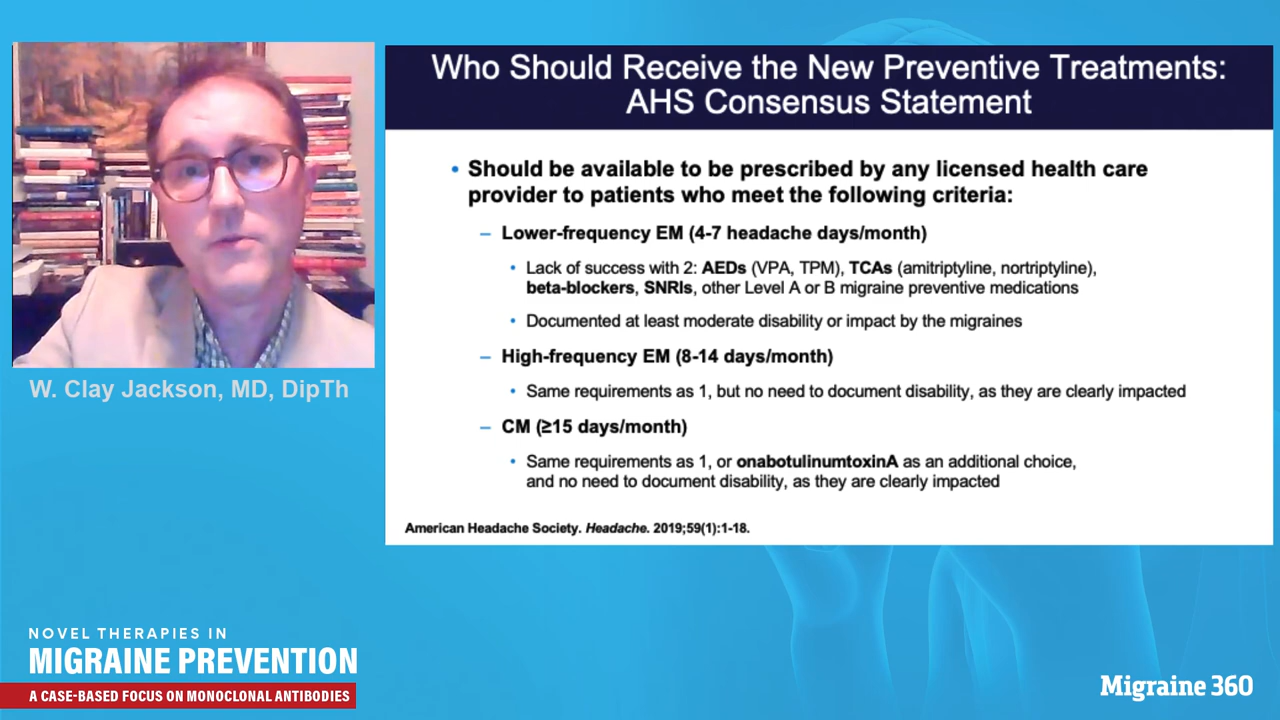 Who Should Receive the New Preventive Treatments:
AHS Consensus Statement
• Should be available to be prescribed by any licensed health care
provider to patients who meet the following criteria:
– Lower-frequency EM (4-7 headache days/month)
• Lack of success with 2: AEDs (VPA, TPM), TCAs (amitriptyline, nortriptyline),
beta-blockers, SNRIs, other Level A or B migraine preventive medications
• Documented at least moderate disability or impact by the migraines
– High-frequency EM (8-14 days/month)
• Same requirements as 1, but no need to document disability, as they are clearly impacted
– CM (≥15 days/month)
• Same requirements as 1, or onabotulinumtoxinA as an additional choice,
and no need to document disability, as they are clearly impacted
American Headache Society. Headache. 2019;59(1):1-18.
W. Clay Jackson, MD, DipTh
NOVEL THERAPIES IN
MIGRAINE PREVENTION
A CASE-BASED FOCUS ON MONOCLONAL ANTIBODIES
Migraine 360